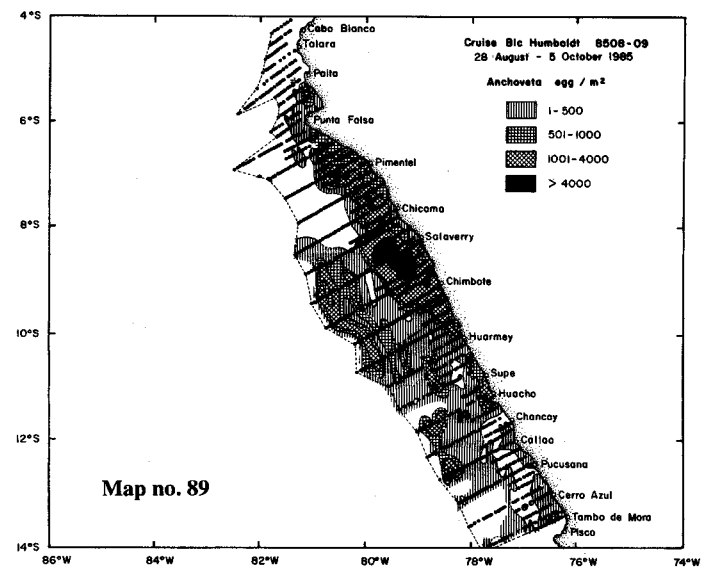 Cruise Bic Humboldt 8508-09
28 August - 5 October 1985
Anchoveta egg / m²
1-500
501-1000
1001-4000
> 4000
4°S
6°S
8°S
10°S
12°S
14°S
Cabo Blanco
Talara
Paita
Punta Falsa
Pimentel
Chicama
Salaverry
Chimbote
Huarmey
Supe
Huacho
Chancay
Callao
Pucusana
Cerro Azul
Tambo de Mora
Pisco
Map no. 89
86°W 84°W 82°W 80°W 78°W 76°W 74°W